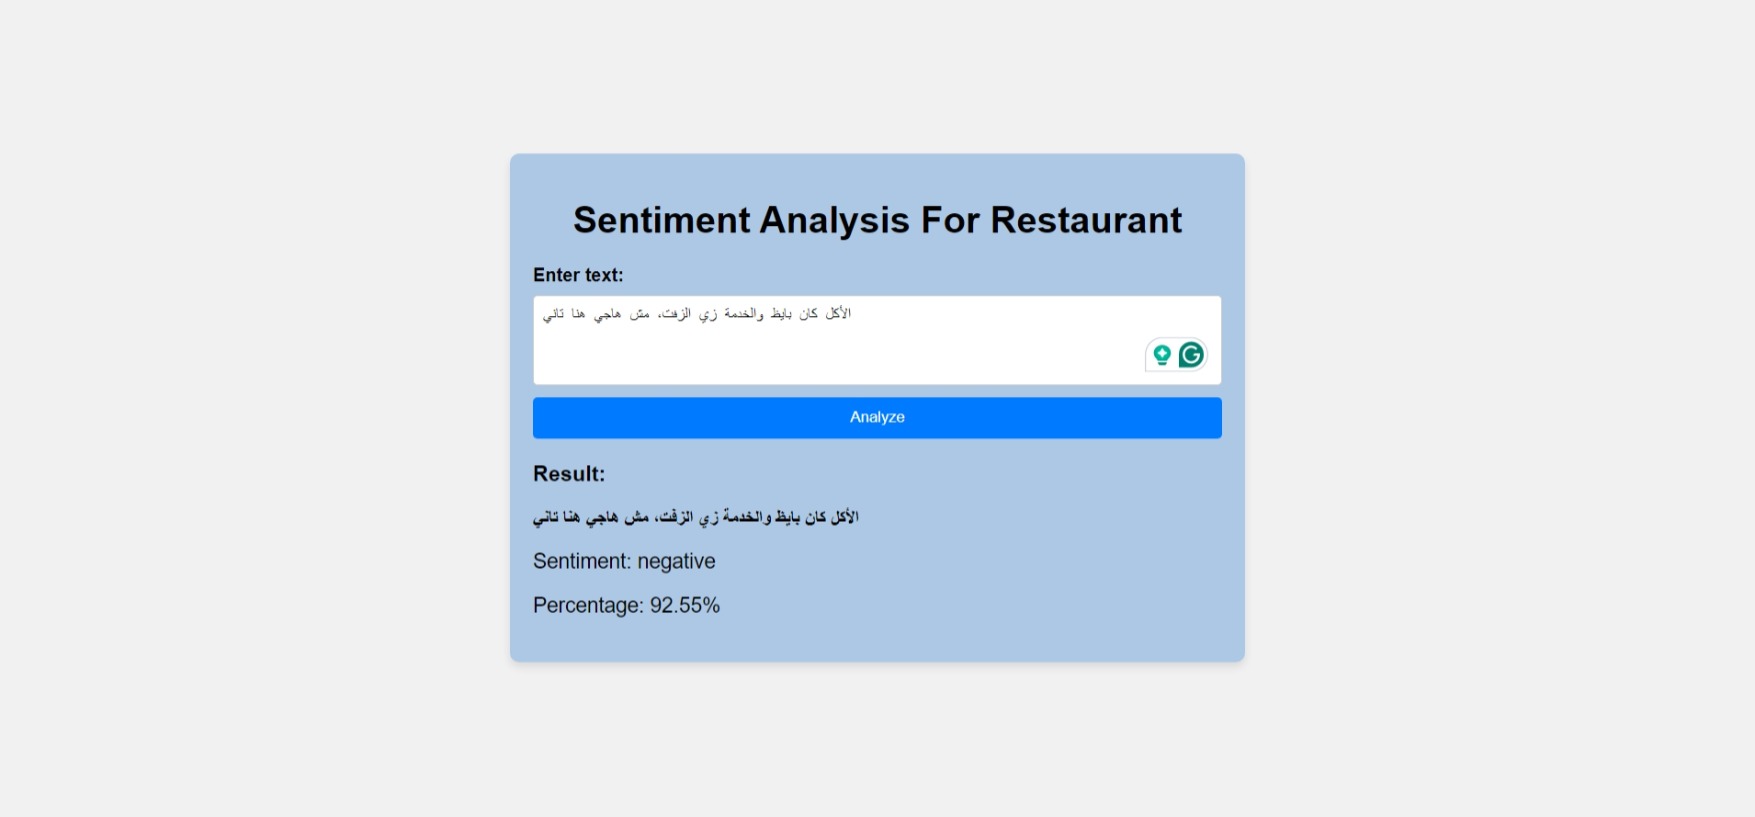 Sentiment Analysis For Restaurant
Enter text:
الأكل كان بايظ والخدمة زي الزفت، مش هاجي هنا تاني
Analyze
Result:
الأكل كان بايظ والخدمة زي الزفت، مش هاجي هنا تاني
Sentiment: negative
Percentage: 92.55%